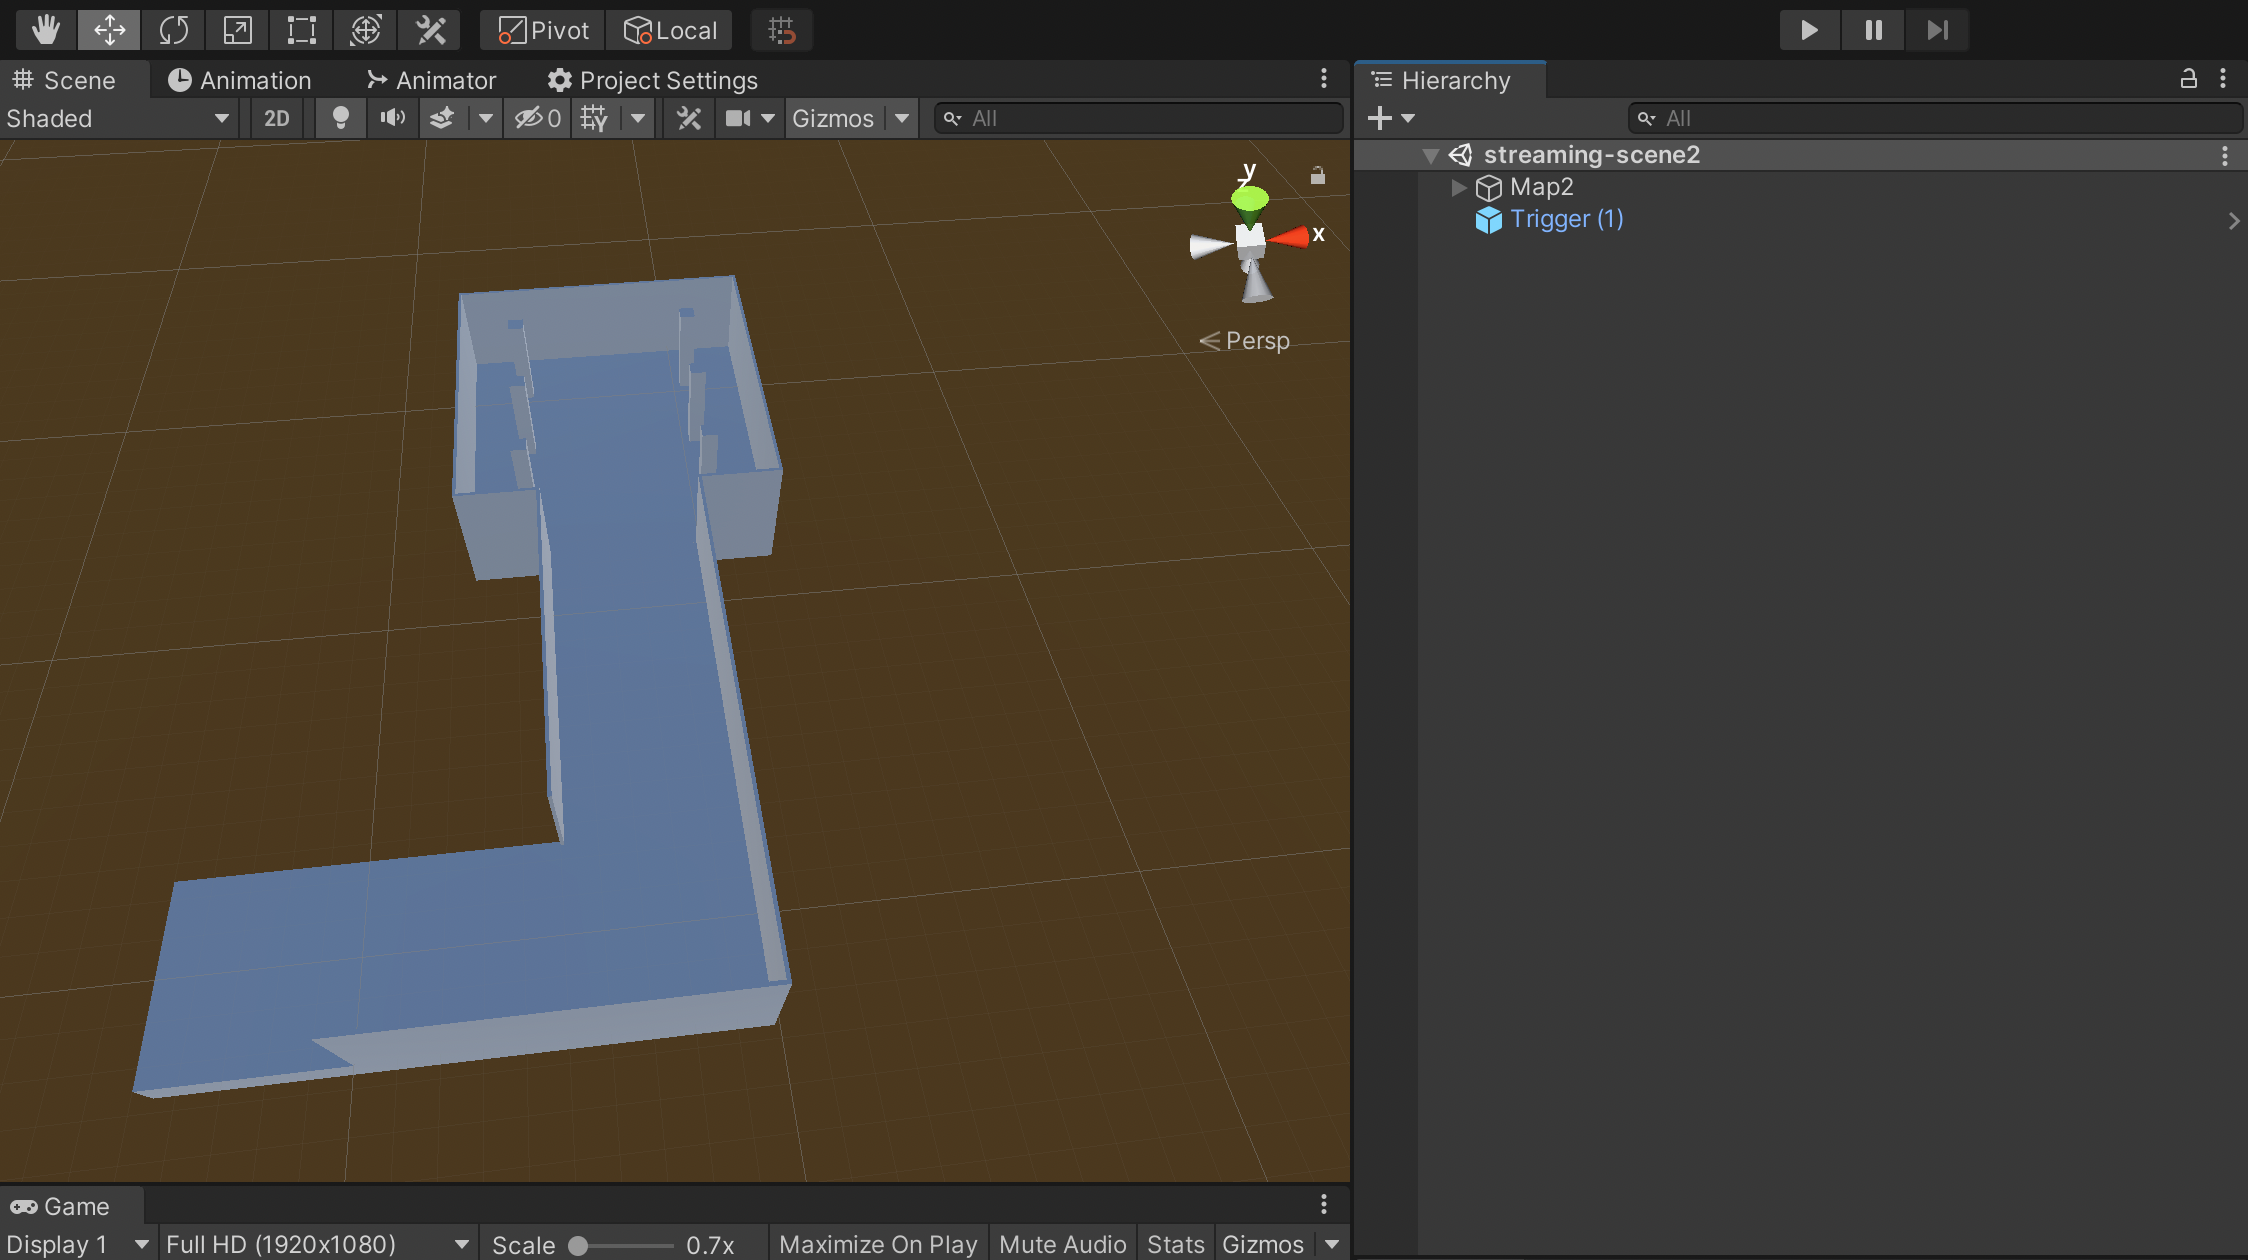 Pivot Local
Scene Animation Animator Project Settings
Shaded 2D 0 Gizmos All
y
z
x
Persp
Hierarchy
All
streaming-scene2
Map2
Trigger (1)
Game
Display 1 Full HD (1920x1080) Scale 0.7x Maximize On Play Mute Audio Stats Gizmos